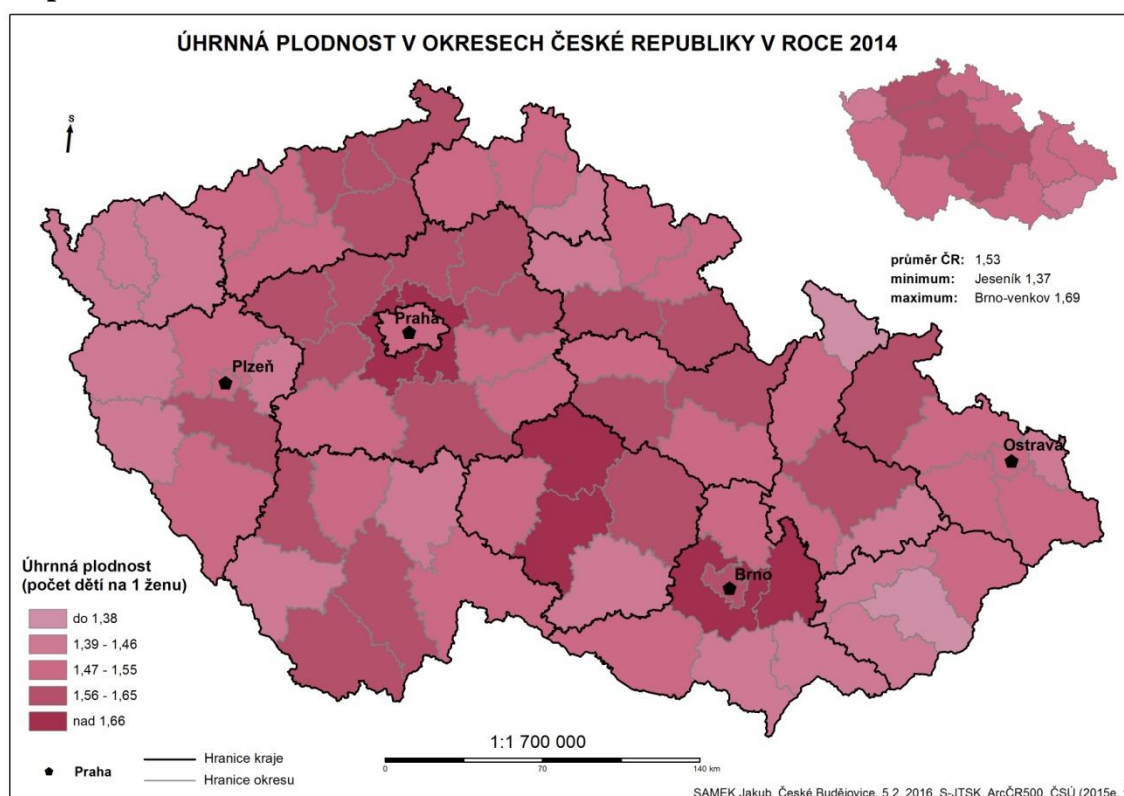 ÚHRNNÁ PLODNOST V OKRESECH ČESKÉ REPUBLIKY V ROCE 2014
S
průměr ČR: 1,53
minimum: Jeseník 1,37
maximum: Brno-venkov 1,69
Praha
Plzeň
Ostrava
Brno
Úhrnná plodnost
(počet dětí na 1 ženu)
do 1,38
1,39 - 1,46
1,47 - 1,55
1,56 - 1,65
nad 1,66
Praha
Hranice kraje
Hranice okresu
1:1 700 000
0 70 140 km
SAMEK Jakub, České Budějovice, 5.2. 2016, S-JTSK, ArcČR500, ČSÚ (2015e,